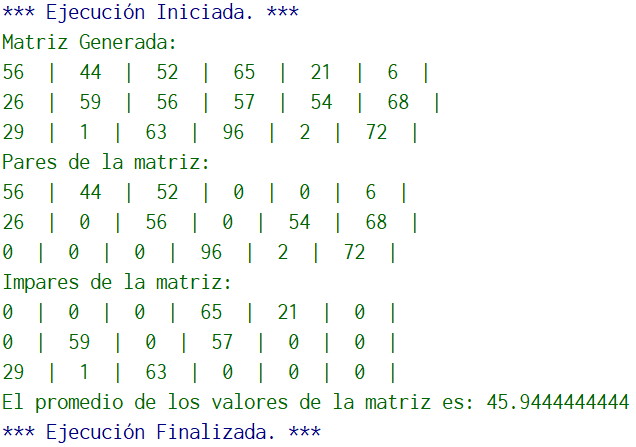 *** Ejecución Iniciada. ***
Matriz Generada:
56 | 44 | 52 | 65 | 21 | 6 |
26 | 59 | 56 | 57 | 54 | 68 |
29 | 1 | 63 | 96 | 2 | 72 |
Pares de la matriz:
56 | 44 | 52 | 0 | 0 | 6 |
26 | 0 | 56 | 0 | 54 | 68 |
0 | 0 | 0 | 96 | 2 | 72 |
Impares de la matriz:
0 | 0 | 0 | 65 | 21 | 0 |
0 | 59 | 0 | 57 | 0 | 0 |
29 | 1 | 63 | 0 | 0 | 0 |
El promedio de los valores de la matriz es: 45.9444444444
*** Ejecución Finalizada. ***